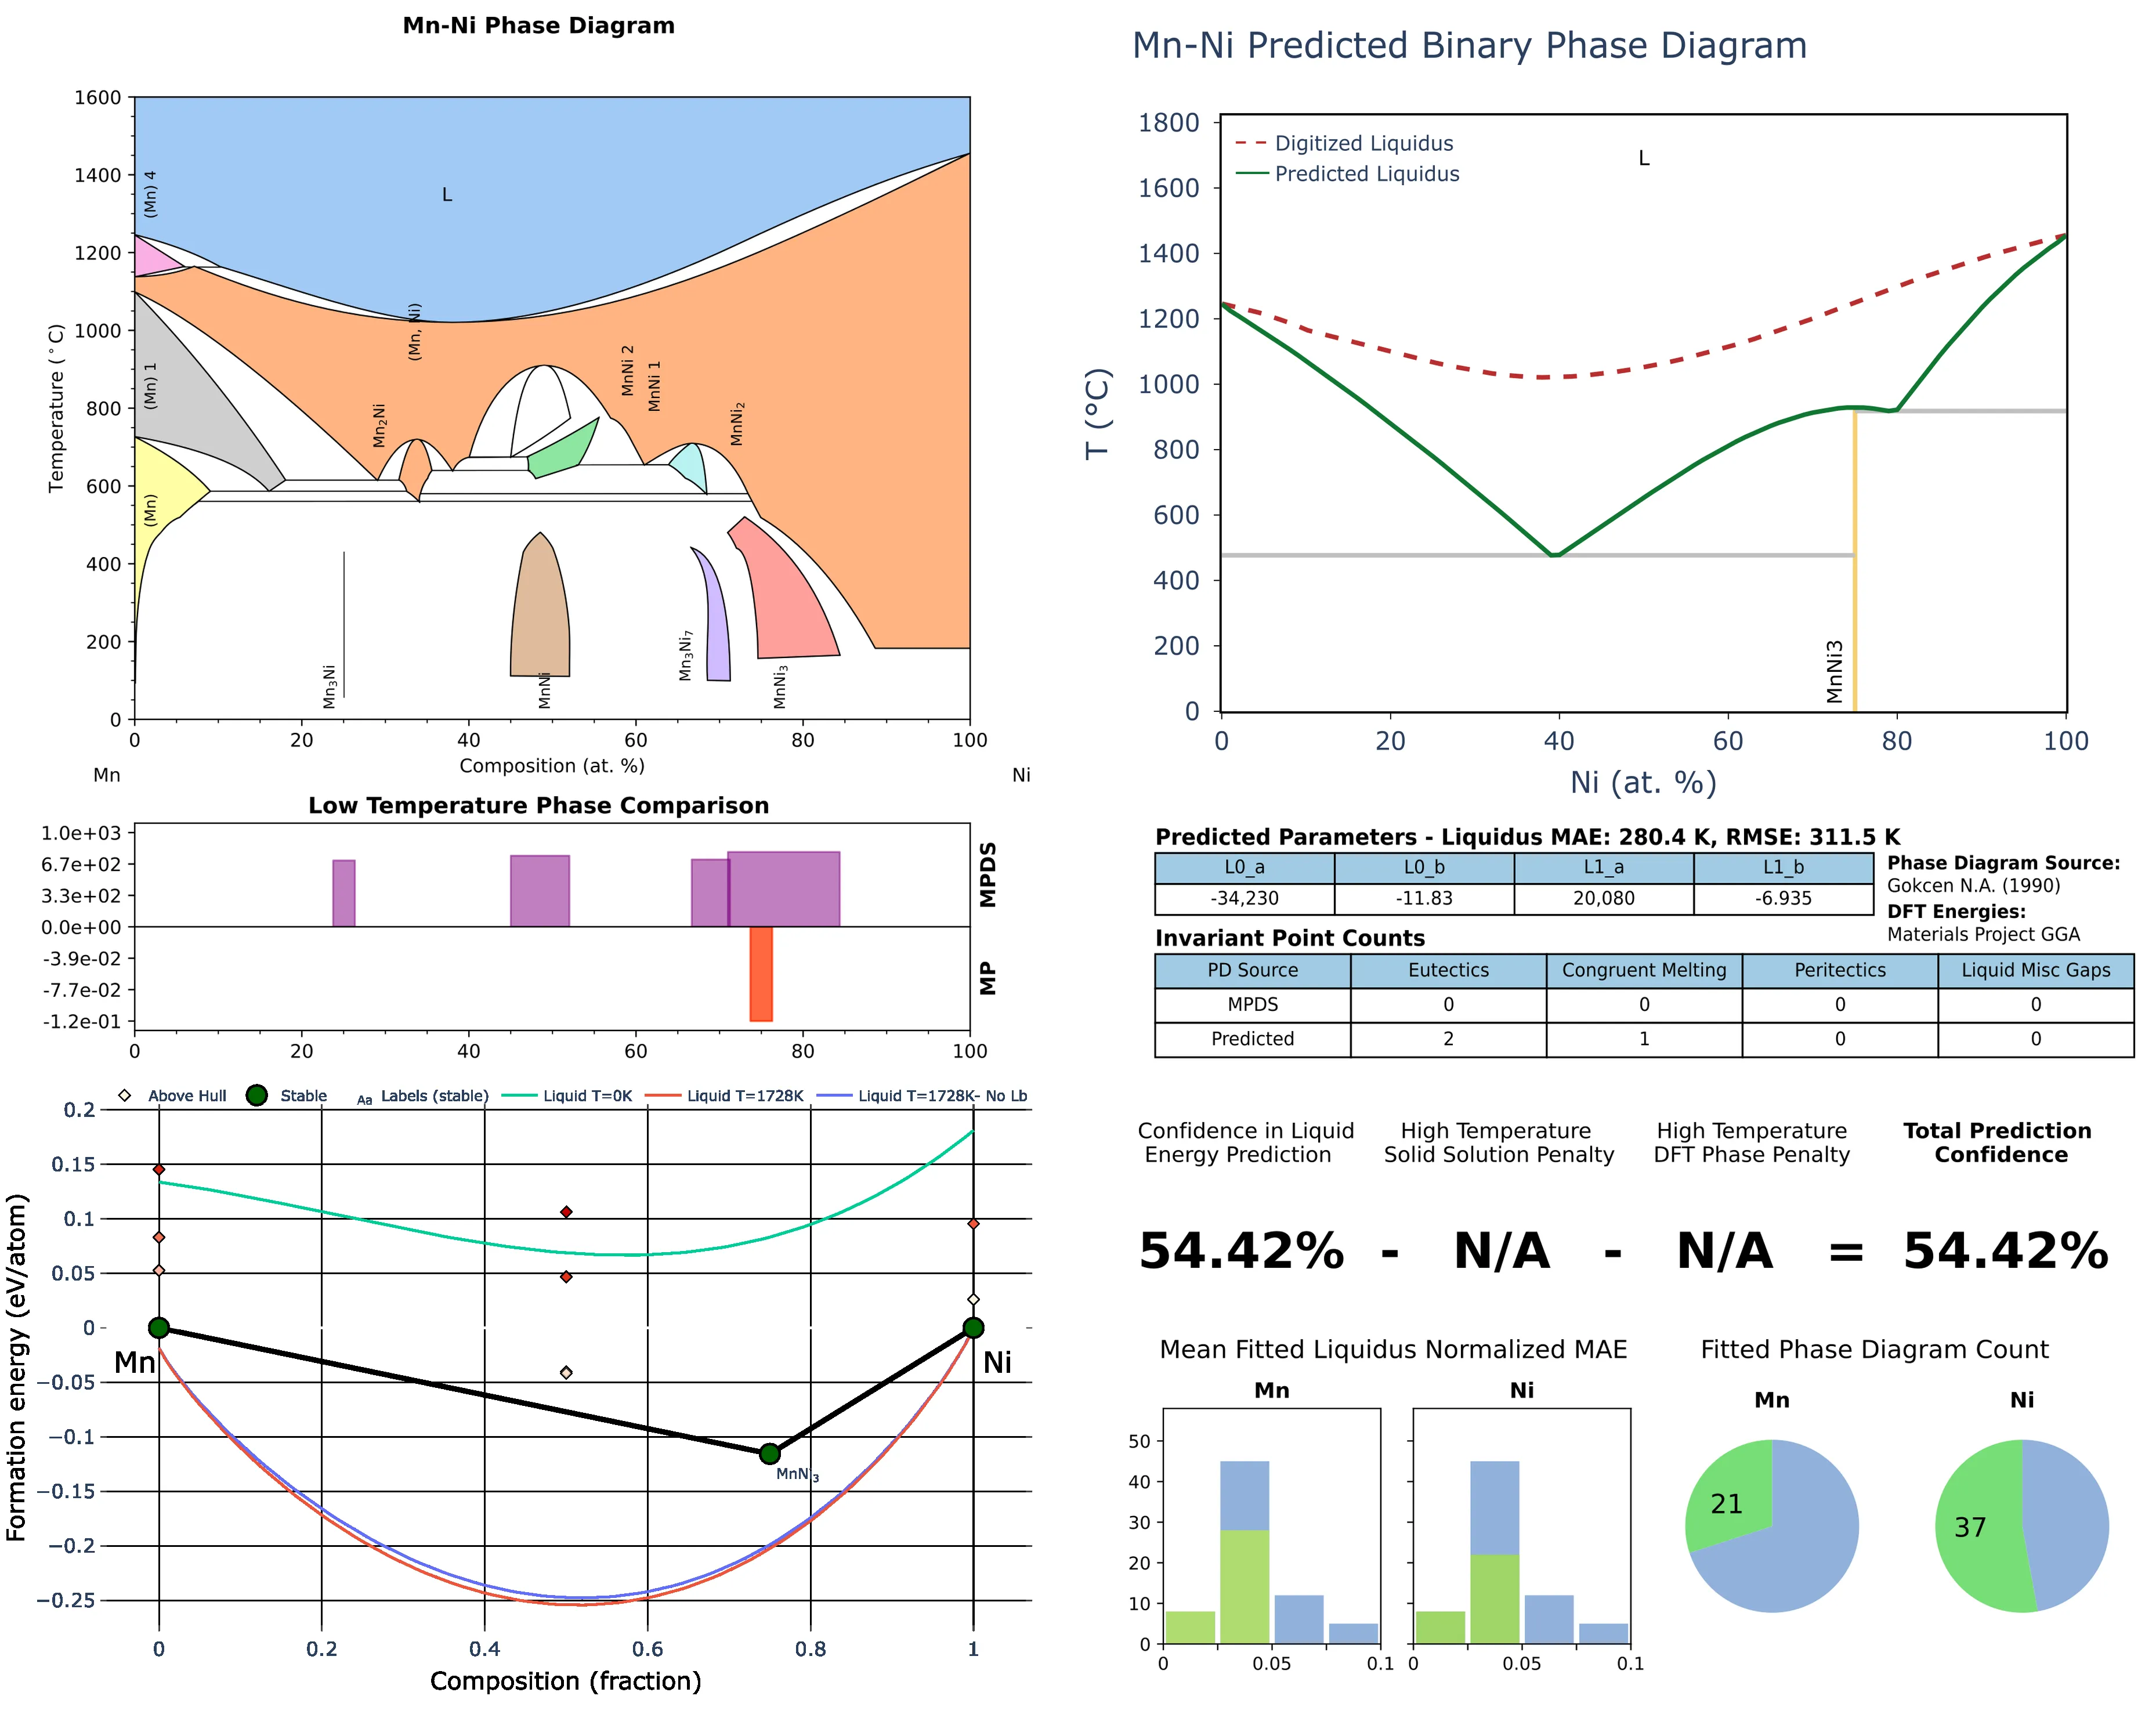 Mn-Ni Phase Diagram
1600
1400
1200
1000
800
600
400
200
0
Temperature (°C)
(Mn) 4
(Mn) 1
(Mn)
L
(Mn, Ni)
Mn₂Ni
MnNi 2
MnNi 1
MnNi₂
Mn₃Ni
MnNi
Mn₃Ni₇
MnNi₃
0 20 40 60 80 100
Composition (at. %)
Mn Ni
Low Temperature Phase Comparison
1.0e+03
6.7e+02
3.3e+02
0.0e+00
-3.9e-02
-7.7e-02
-1.2e-01
MPDS
MP
0 20 40 60 80 100
Above Hull Stable Aa Labels (stable) Liquid T=0K Liquid T=1728K Liquid T=1728K- No Lb
0.2
0.15
0.1
0.05
0
−0.05
−0.1
−0.15
−0.2
−0.25
Formation energy (eV/atom)
Mn
Ni
MnNi₃
0 0.2 0.4 0.6 0.8 1
Composition (fraction)
Mn-Ni Predicted Binary Phase Diagram
1800
1600
1400
1200
1000
800
600
400
200
0
T (°C)
Digitized Liquidus
Predicted Liquidus
L
MnNi3
0 20 40 60 80 100
Ni (at. %)
Predicted Parameters - Liquidus MAE: 280.4 K, RMSE: 311.5 K
L0_a L0_b L1_a L1_b
-34,230 -11.83 20,080 -6.935
Phase Diagram Source:
Gokcen N.A. (1990)
DFT Energies:
Materials Project GGA
Invariant Point Counts
PD Source Eutectics Congruent Melting Peritectics Liquid Misc Gaps
MPDS 0 0 0 0
Predicted 2 1 0 0
Confidence in Liquid
Energy Prediction
High Temperature
Solid Solution Penalty
High Temperature
DFT Phase Penalty
Total Prediction
Confidence
54.42% - N/A - N/A = 54.42%
Mean Fitted Liquidus Normalized MAE
Mn Ni
50
40
30
20
10
0
0 0.05 0.1
0 0.05 0.1
Fitted Phase Diagram Count
Mn Ni
21
37